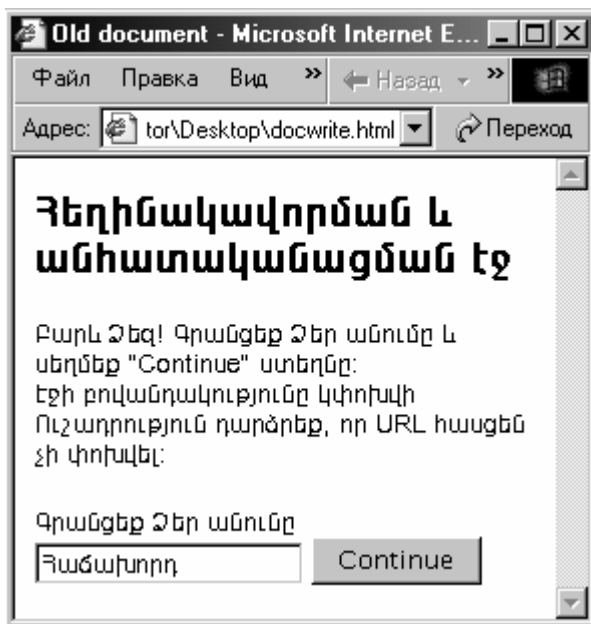 Old document - Microsoft Internet E...
Файл Правка Вид » Назад »
Адрес: tor\Desktop\docwrite.html Переход
Հեղինակավորման և
անհատականացման էջ
Բարև Ձեզ! Գրանցեք Ձեր անումը և
սեղմեք "Continue" ստեղնը:
Էջի բովանդակությունը կփոխվի
Ուշադրություն դարձրեք, որ URL հասցեն
չի փոխվել:
Գրանցեք Ձեր անունը
Հաճախորդ Continue